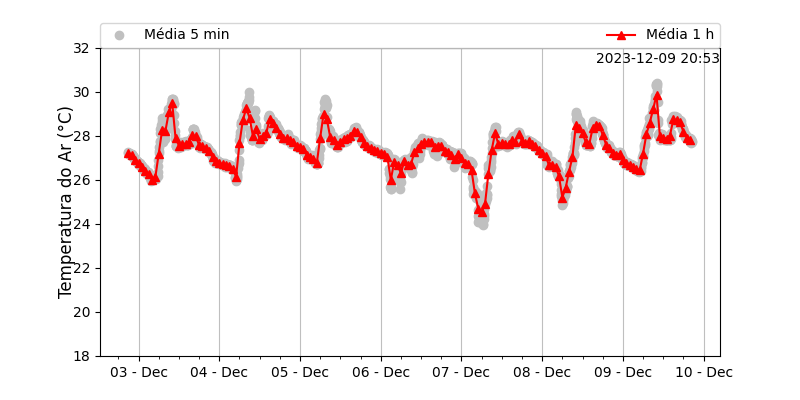 Média 5 min
Média 1 h
2023-12-09 20:53
Temperatura do Ar (°C)
32
30
28
26
24
22
20
18
03 - Dec
04 - Dec
05 - Dec
06 - Dec
07 - Dec
08 - Dec
09 - Dec
10 - Dec